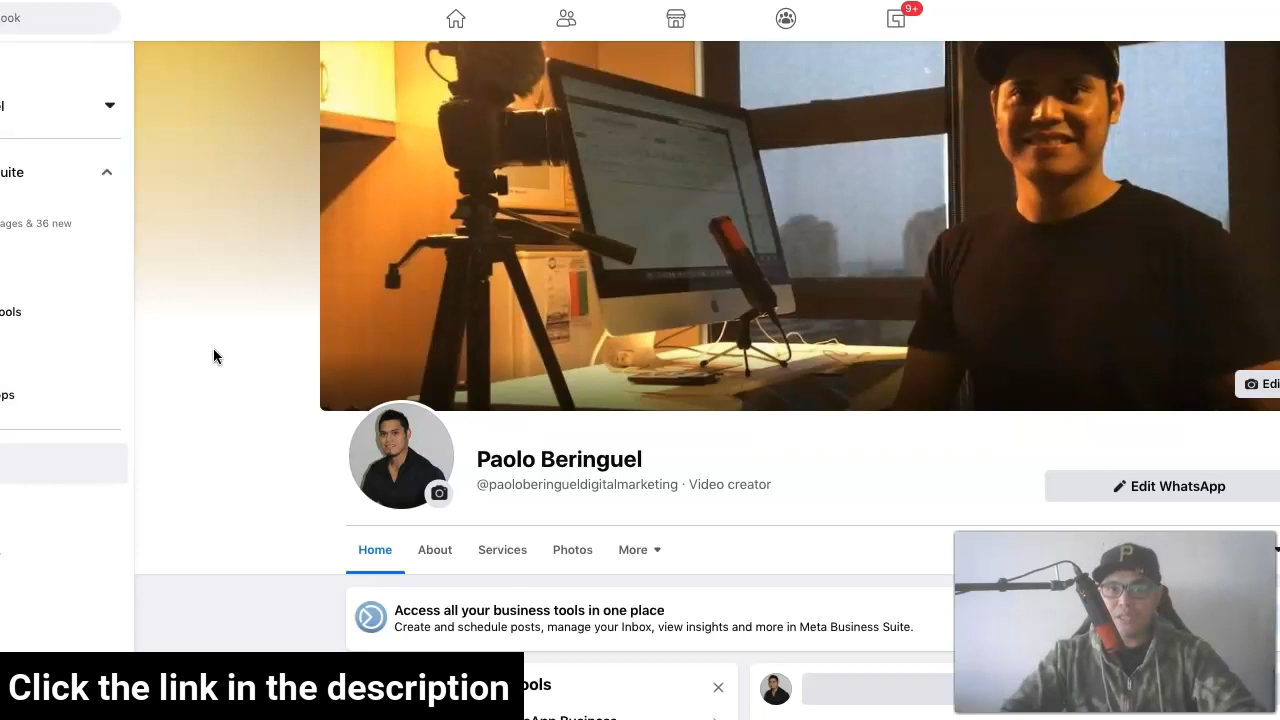 ook
9+
el
uite
ages & 36 new
ools
ps
Edi
Paolo Beringuel
@paoloberingueldigitalmarketing · Video creator
Edit WhatsApp
Home About Services Photos More
P
Access all your business tools in one place
Create and schedule posts, manage your Inbox, view insights and more in Meta Business Suite.
Click the link in the description
ools